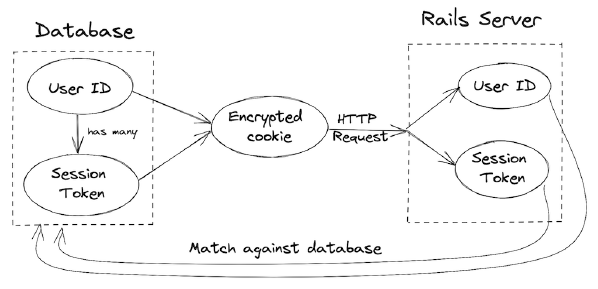 Database
Rails Server
User ID
has many
Session
Token
Encrypted
cookie
HTTP
Request
User ID
Session
Token
Match against database